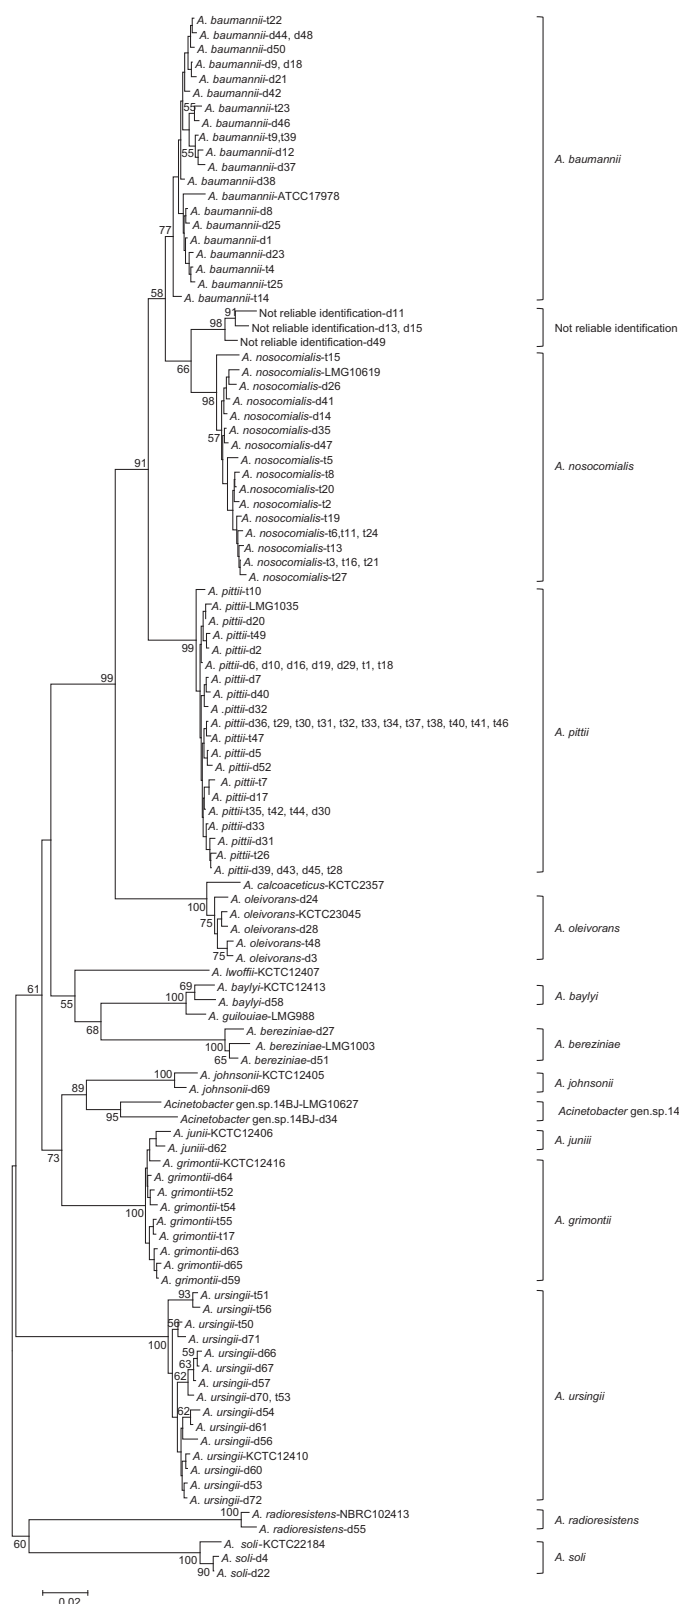 A. baumannii-t22
A. baumannii-d44, d48
A. baumannii-d50
A. baumannii-d9, d18
A. baumannii-d21
A. baumannii-d42
55
A. baumannii-t23
A. baumannii-d46
A. baumannii-t9,t39
55
A. baumannii-d12
A. baumannii-d37
A. baumannii
A. baumannii-d38
A. baumannii-ATCC17978
A. baumannii-d8
A. baumannii-d25
77
A. baumannii-d1
A. baumannii-d23
A. baumannii-t4
A. baumannii-t25
58
A. baumannii-t14
91
Not reliable identification-d11
98
Not reliable identification-d13, d15
Not reliable identification
Not reliable identification-d49
66
A. nosocomialis-t15
A. nosocomialis-LMG10619
A. nosocomialis-d26
98
A. nosocomialis-d41
A. nosocomialis-d14
A. nosocomialis-d35
57
A. nosocomialis-d47
91
A. nosocomialis-t5
A. nosocomialis
A. nosocomialis-t8
A.nosocomialis-t20
A. nosocomialis-t2
A. nosocomialis-t19
A. nosocomialis-t6,t11, t24
A. nosocomialis-t13
A. nosocomialis-t3, t16, t21
A. nosocomialis-t27
A. pittii-t10
A. pittii-LMG1035
A. pittii-d20
A. pittii-t49
99
A. pittii-d2
A. pittii-d6, d10, d16, d19, d29, t1, t18
99
A. pittii-d7
A. pittii-d40
A .pittii-d32
A. pittii-d36, t29, t30, t31, t32, t33, t34, t37, t38, t40, t41, t46
A. pittii
A. pittii-t47
A. pittii-d5
A. pittii-d52
A. pittii-t7
A. pittii-d17
A. pittii-t35, t42, t44, d30
A. pittii-d33
A. pittii-d31
A. pittii-t26
A. pittii-d39, d43, d45, t28
A. calcoaceticus-KCTC2357
100
A. oleivorans-d24
75
A. oleivorans-KCTC23045
A. oleivorans-d28
A. oleivorans
A. oleivorans-t48
75
A. oleivorans-d3
A. lwoffii-KCTC12407
61
69
A. baylyi-KCTC12413
A. baylyi
55
100
A. baylyi-d58
A. guilouiae-LMG988
68
A. bereziniae-d27
100
A. bereziniae-LMG1003
A. bereziniae
65
A. bereziniae-d51
100
A. johnsonii-KCTC12405
A. johnsonii
89
A. johnsonii-d69
Acinetobacter gen.sp.14BJ-LMG10627
Acinetobacter gen.sp.14
95
Acinetobacter gen.sp.14BJ-d34
A. junii-KCTC12406
A. juniii
A. juniii-d62
73
A. grimontii-KCTC12416
A. grimontii-d64
A. grimontii-t52
100
A. grimontii-t54
A. grimontii-t55
A. grimontii
A. grimontii-t17
A. grimontii-d63
A. grimontii-d65
A. grimontii-d59
93
A. ursingii-t51
A. ursingii-t56
56
A. ursingii-t50
100
A. ursingii-d71
59
A. ursingii-d66
63
A. ursingii-d67
62
A. ursingii-d57
A. ursingii-d70, t53
A. ursingii
62
A. ursingii-d54
A. ursingii-d61
A. ursingii-d56
A. ursingii-KCTC12410
A. ursingii-d60
A. ursingii-d53
A. ursingii-d72
100
A. radioresistens-NBRC102413
A. radioresistens
A. radioresistens-d55
60
A. soli-KCTC22184
100
A. soli-d4
A. soli
90
A. soli-d22
0.02